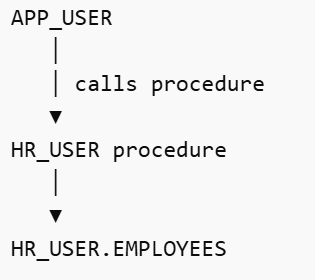 APP_USER
calls procedure
HR_USER procedure
HR_USER.EMPLOYEES